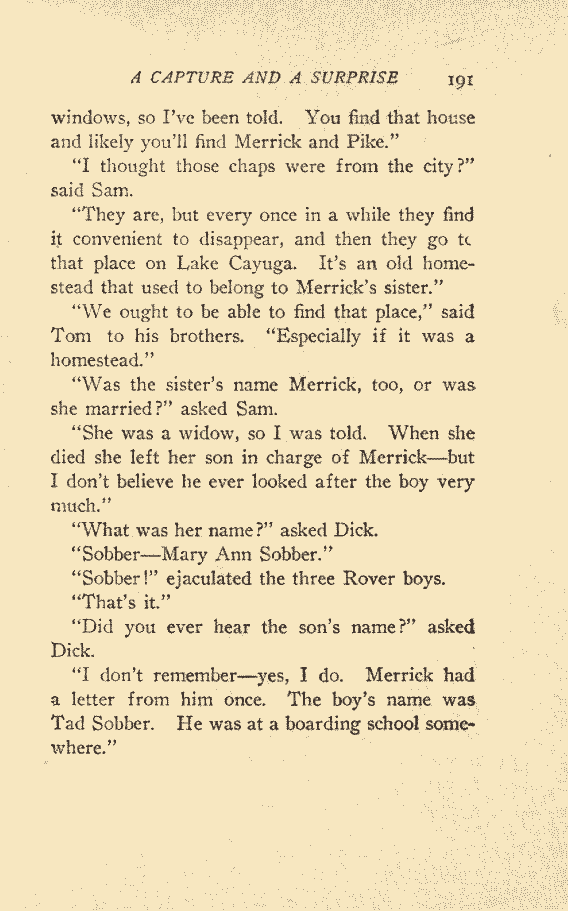 A CAPTURE AND A SURPRISE 191
windows, so I've been told. You find that house
and likely you'll find Merrick and Pike."
"I thought those chaps were from the city?"
said Sam.
"They are, but every once in a while they find
it convenient to disappear, and then they go to
that place on Lake Cayuga. It's an old home-
stead that used to belong to Merrick's sister."
"We ought to be able to find that place," said
Tom to his brothers. "Especially if it was a
homestead."
"Was the sister's name Merrick, too, or was
she married?" asked Sam.
"She was a widow, so I was told. When she
died she left her son in charge of Merrick—but
I don't believe he ever looked after the boy very
much."
"What was her name?" asked Dick.
"Sobber—Mary Ann Sobber."
"Sobber!" ejaculated the three Rover boys.
"That's it."
"Did you ever hear the son's name?" asked
Dick.
"I don't remember—yes, I do. Merrick had
a letter from him once. The boy's name was
Tad Sobber. He was at a boarding school some-
where."